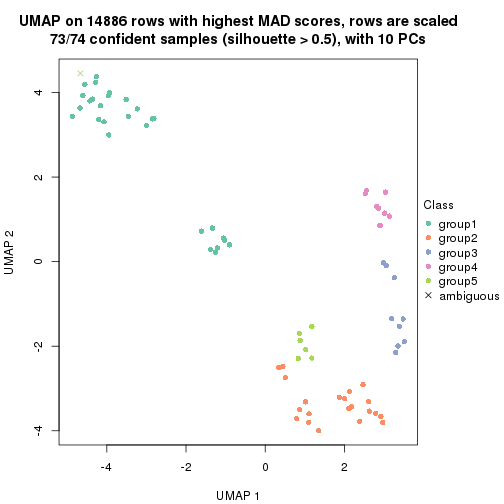 UMAP on 14886 rows with highest MAD scores, rows are scaled
73/74 confident samples (silhouette > 0.5), with 10 PCs
4
2
0
-2
-4
UMAP 2
-4
-2
0
2
UMAP 1
Class
group1
group2
group3
group4
group5
ambiguous